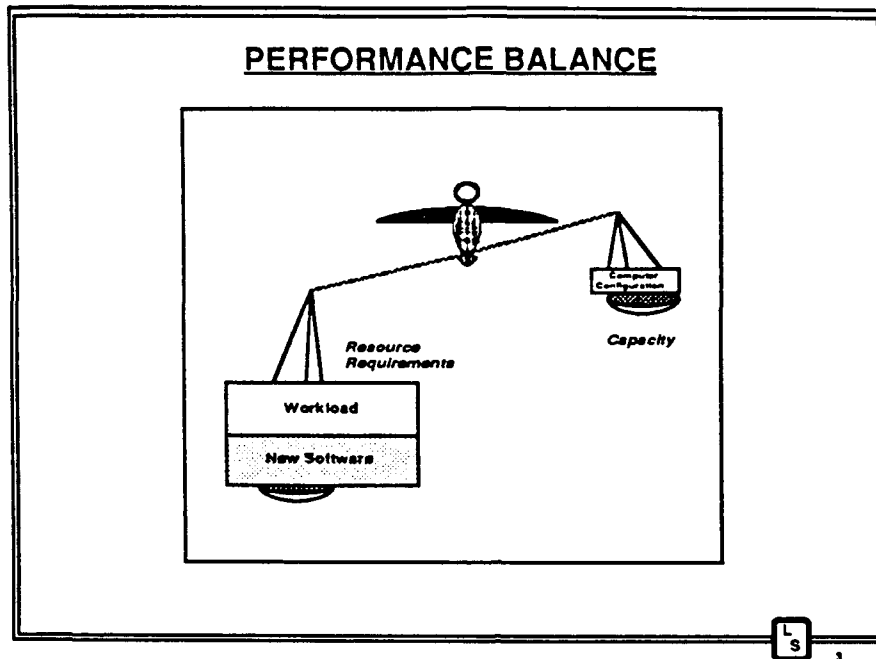 PERFORMANCE BALANCE
Computer
Configuration
Resource
Requirements
Capacity
Workload
New Software
L
S